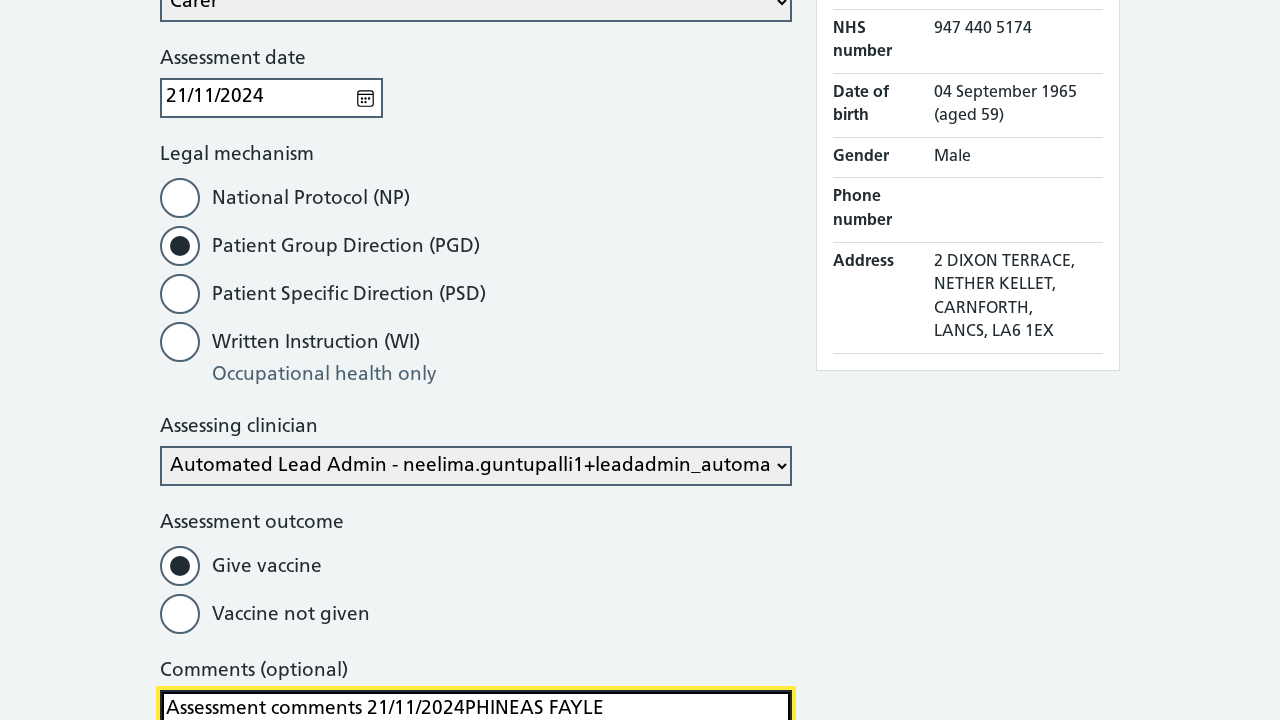 Carer
Assessment date
21/11/2024
Legal mechanism
National Protocol (NP)
Patient Group Direction (PGD)
Patient Specific Direction (PSD)
Written Instruction (WI)
Occupational health only
Assessing clinician
Automated Lead Admin - neelima.guntupalli1+leadadmin_automa
Assessment outcome
Give vaccine
Vaccine not given
Comments (optional)
Assessment comments 21/11/2024PHINEAS FAYLE
NHS number
947 440 5174
Date of birth
04 September 1965
(aged 59)
Gender
Male
Phone number
Address
2 DIXON TERRACE,
NETHER KELLET,
CARNFORTH,
LANCS, LA6 1EX